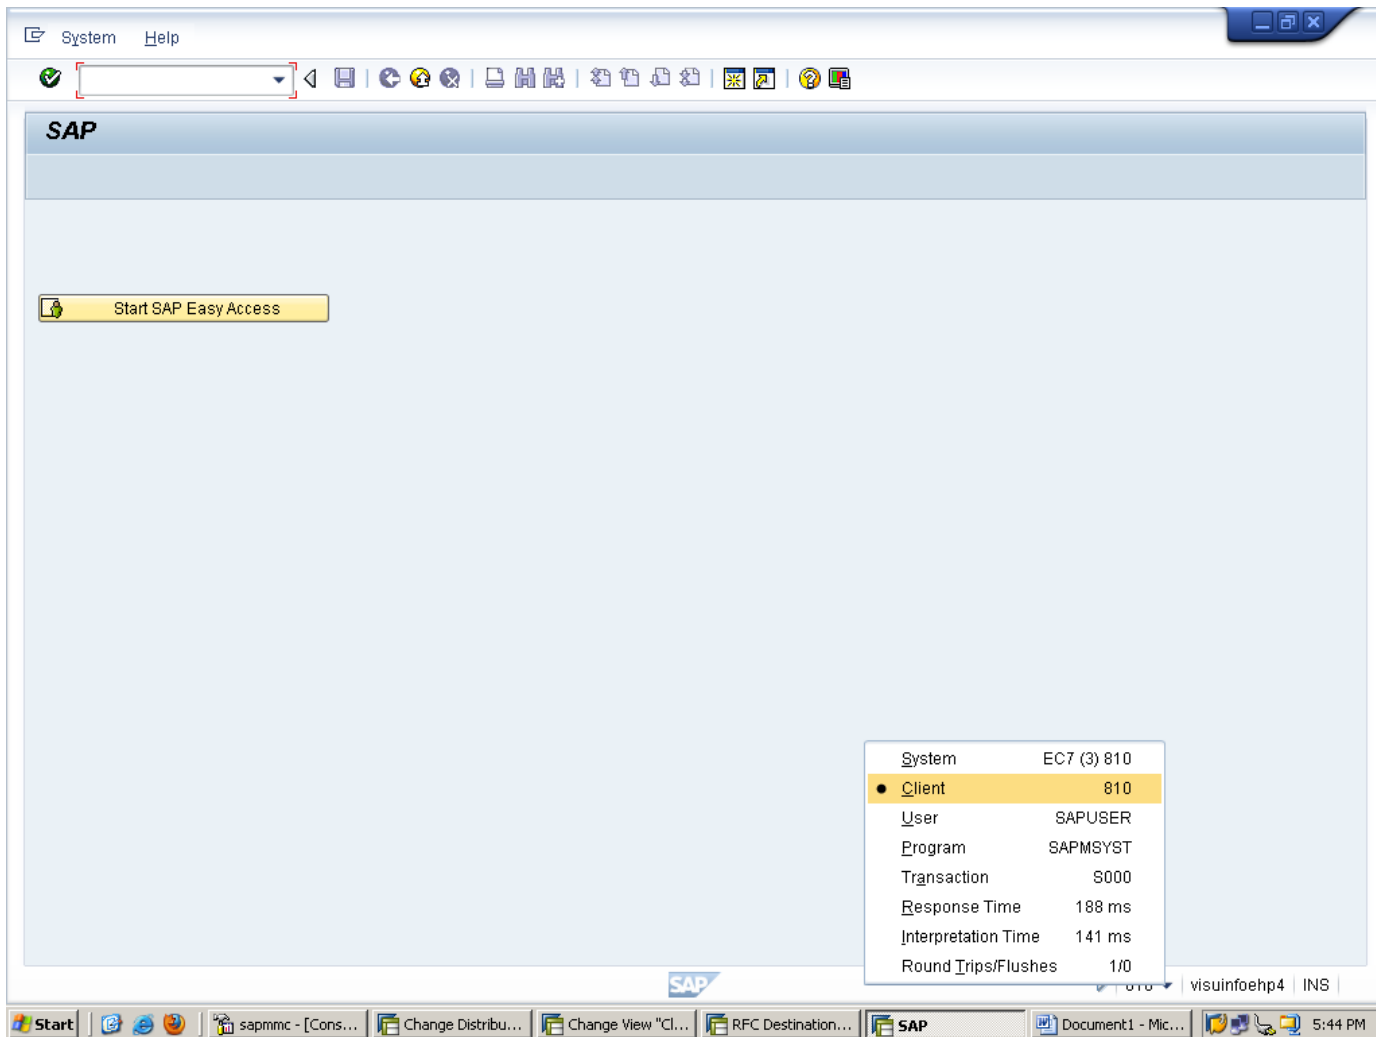 System Help
SAP
Start SAP Easy Access
System EC7 (3) 810
Client 810
User SAPUSER
Program SAPMSYST
Transaction S000
Response Time 188 ms
Interpretation Time 141 ms
Round Trips/Flushes 1/0
SAP
visuinfoehp4 INS
Start sapmmc - [Cons... Change Distribu... Change View "Cl... RFC Destination... SAP Document1 - Mic... 5:44 PM